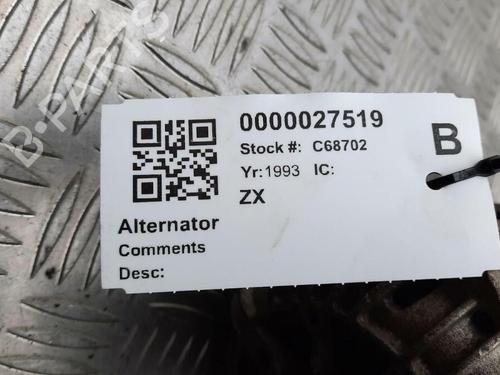 B-PARTS
0000027519
B
Stock #: C68702
Yr:1993 IC:
ZX
Alternator
Comments
Desc: